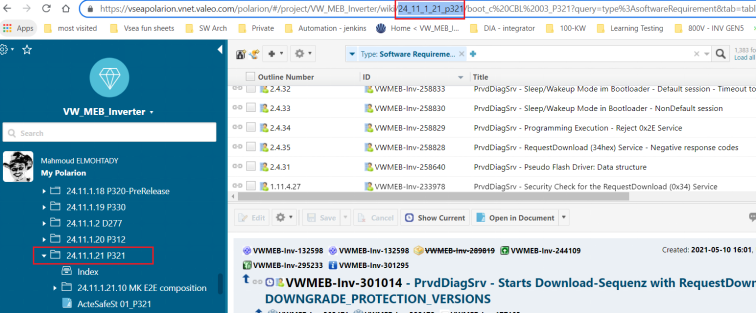 https://vseapolarion.vnet.valeo.com/polarion/#/project/VW_MEB_Inverter/wiki/24_11_1_21_p321/boot_c%20CBL%2003_P321?query=type%3ASoftwareRequirement&tab=tabl
Apps most visited Vsea fun sheets SW Arch Private Automation - jenkins Home < VW_MEB_I... DIA - integrator 100-KW Learning Testing 800V - INV GEN5
VW_MEB_Inverter
Search
Mahmoud ELMOHTADY
My Polarion
24.11.1.18 P320-PreRelease
24.11.1.19 P330
24.11.1.2 D277
24.11.1.20 P312
24.11.1.21 P321
Index
24.11.1.21.10 MK E2E composition
ActeSafeSt 01_P321
Type: Software Requireme...
Load all
Outline Number ID Title
2.4.32 VWMEB-Inv-258833 PrvdDiagSrv - Sleep/Wakeup Mode im Bootloader - Default session - Timeout to
2.4.33 VWMEB-Inv-258830 PrvdDiagSrv - Sleep/Wakeup Mode in Bootloader - NonDefault session
2.4.34 VWMEB-Inv-258829 PrvdDiagSrv - Programming Execution - Reject 0x2E Service
2.4.35 VWMEB-Inv-258828 PrvdDiagSrv - RequestDownload (34hex) Service - Negative response codes
2.4.31 VWMEB-Inv-258640 PrvdDiagSrv - Pseudo Flash Driver: Data structure
1.11.4.27 VWMEB-Inv-233978 PrvdDiagSrv - Security Check for the RequestDownload (0x34) Service
Edit Save Cancel Show Current Open in Document
VWMEB-Inv-132598 VWMEB-Inv-132598 VWMEB-Inv-289819 VWMEB-Inv-244109 Created: 2021-05-10 16:01,
VWMEB-Inv-295233 VWMEB-Inv-301295
VWMEB-Inv-301014 - PrvdDiagSrv - Starts Download-Sequenz with RequestDown
DOWNGRADE_PROTECTION_VERSIONS